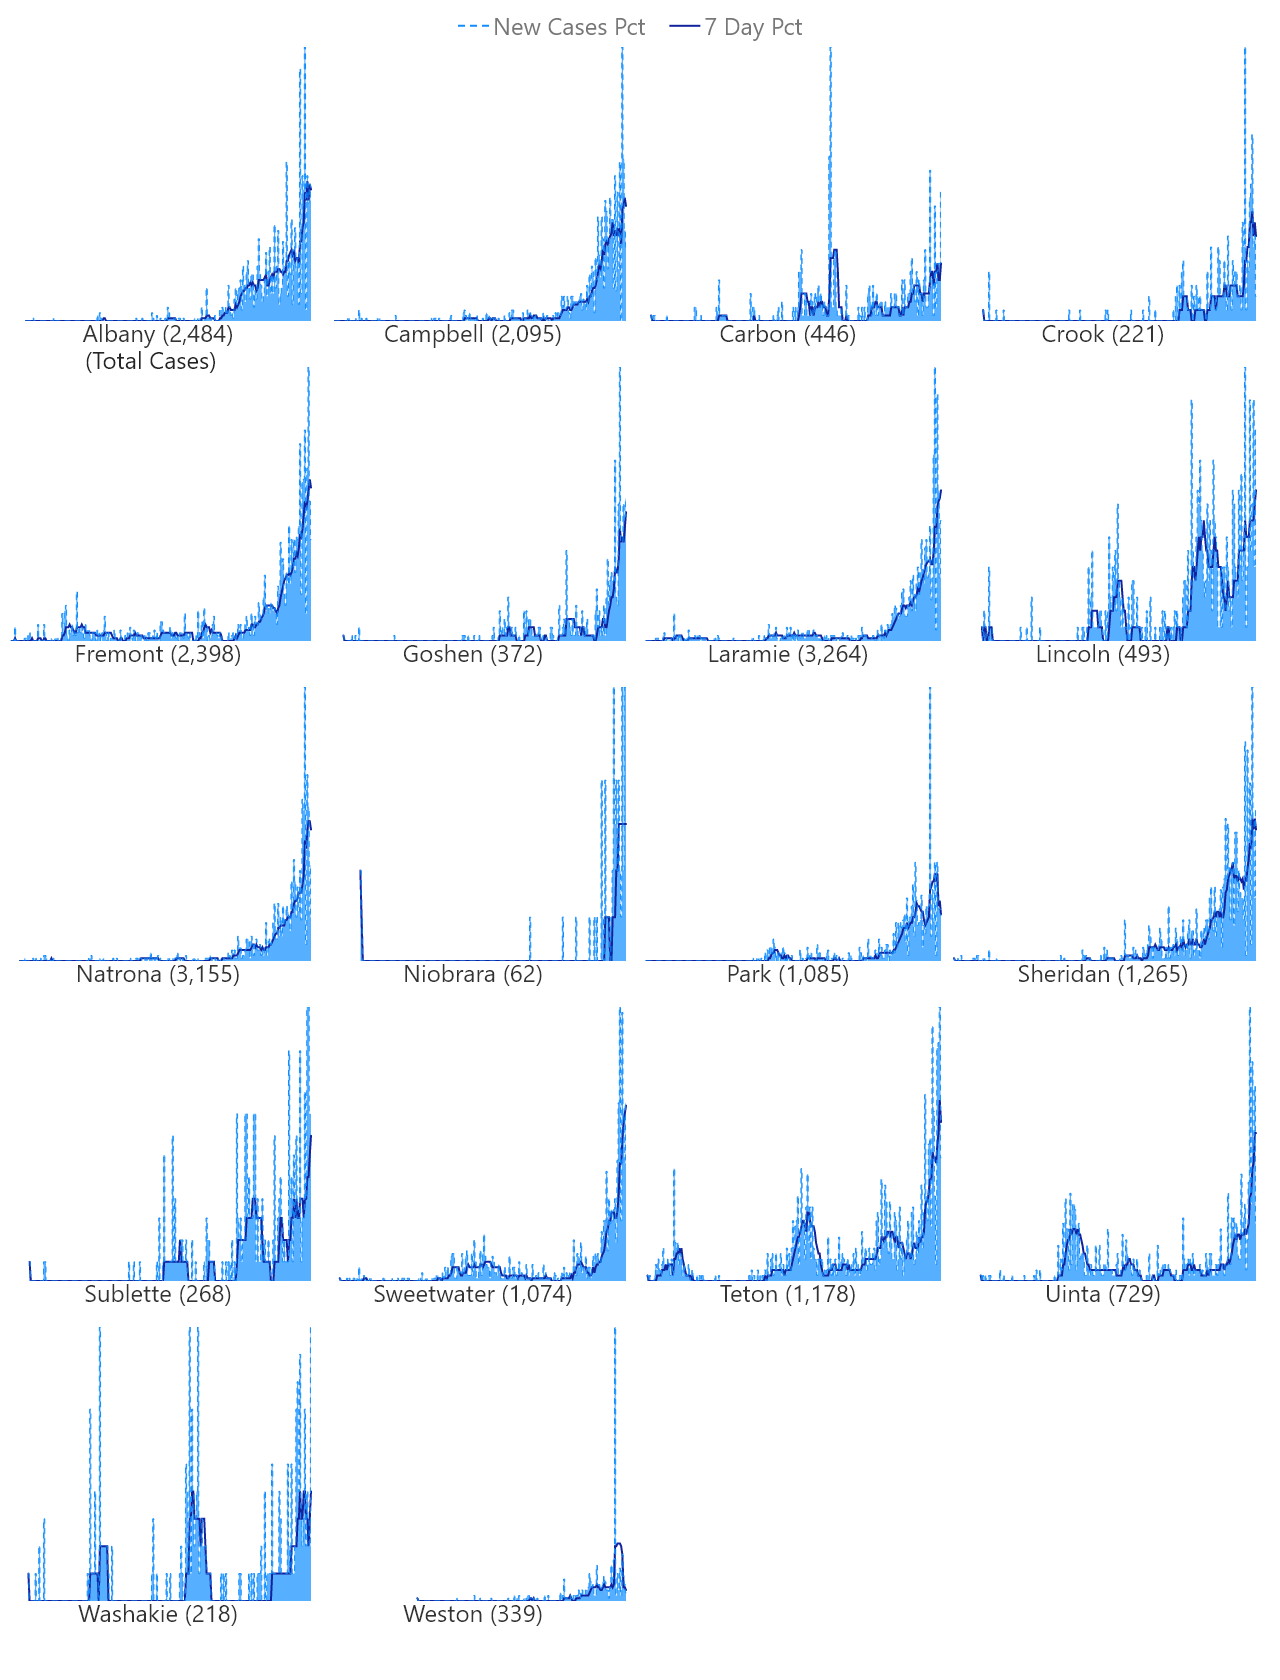 New Cases Pct 7 Day Pct
Albany (2,484) Campbell (2,095) Carbon (446) Crook (221)
(Total Cases)
Fremont (2,398) Goshen (372) Laramie (3,264) Lincoln (493)
Natrona (3,155) Niobrara (62) Park (1,085) Sheridan (1,265)
Sublette (268) Sweetwater (1,074) Teton (1,178) Uinta (729)
Washakie (218) Weston (339)